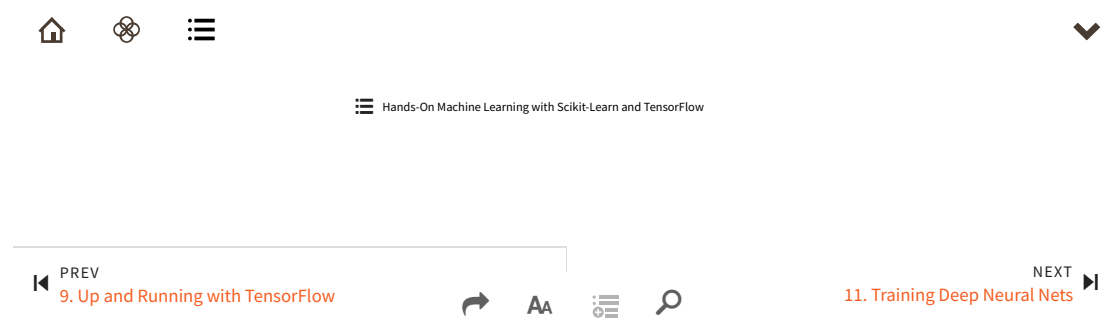 Hands-On Machine Learning with Scikit-Learn and TensorFlow
PREV
9. Up and Running with TensorFlow
AA
NEXT
11. Training Deep Neural Nets